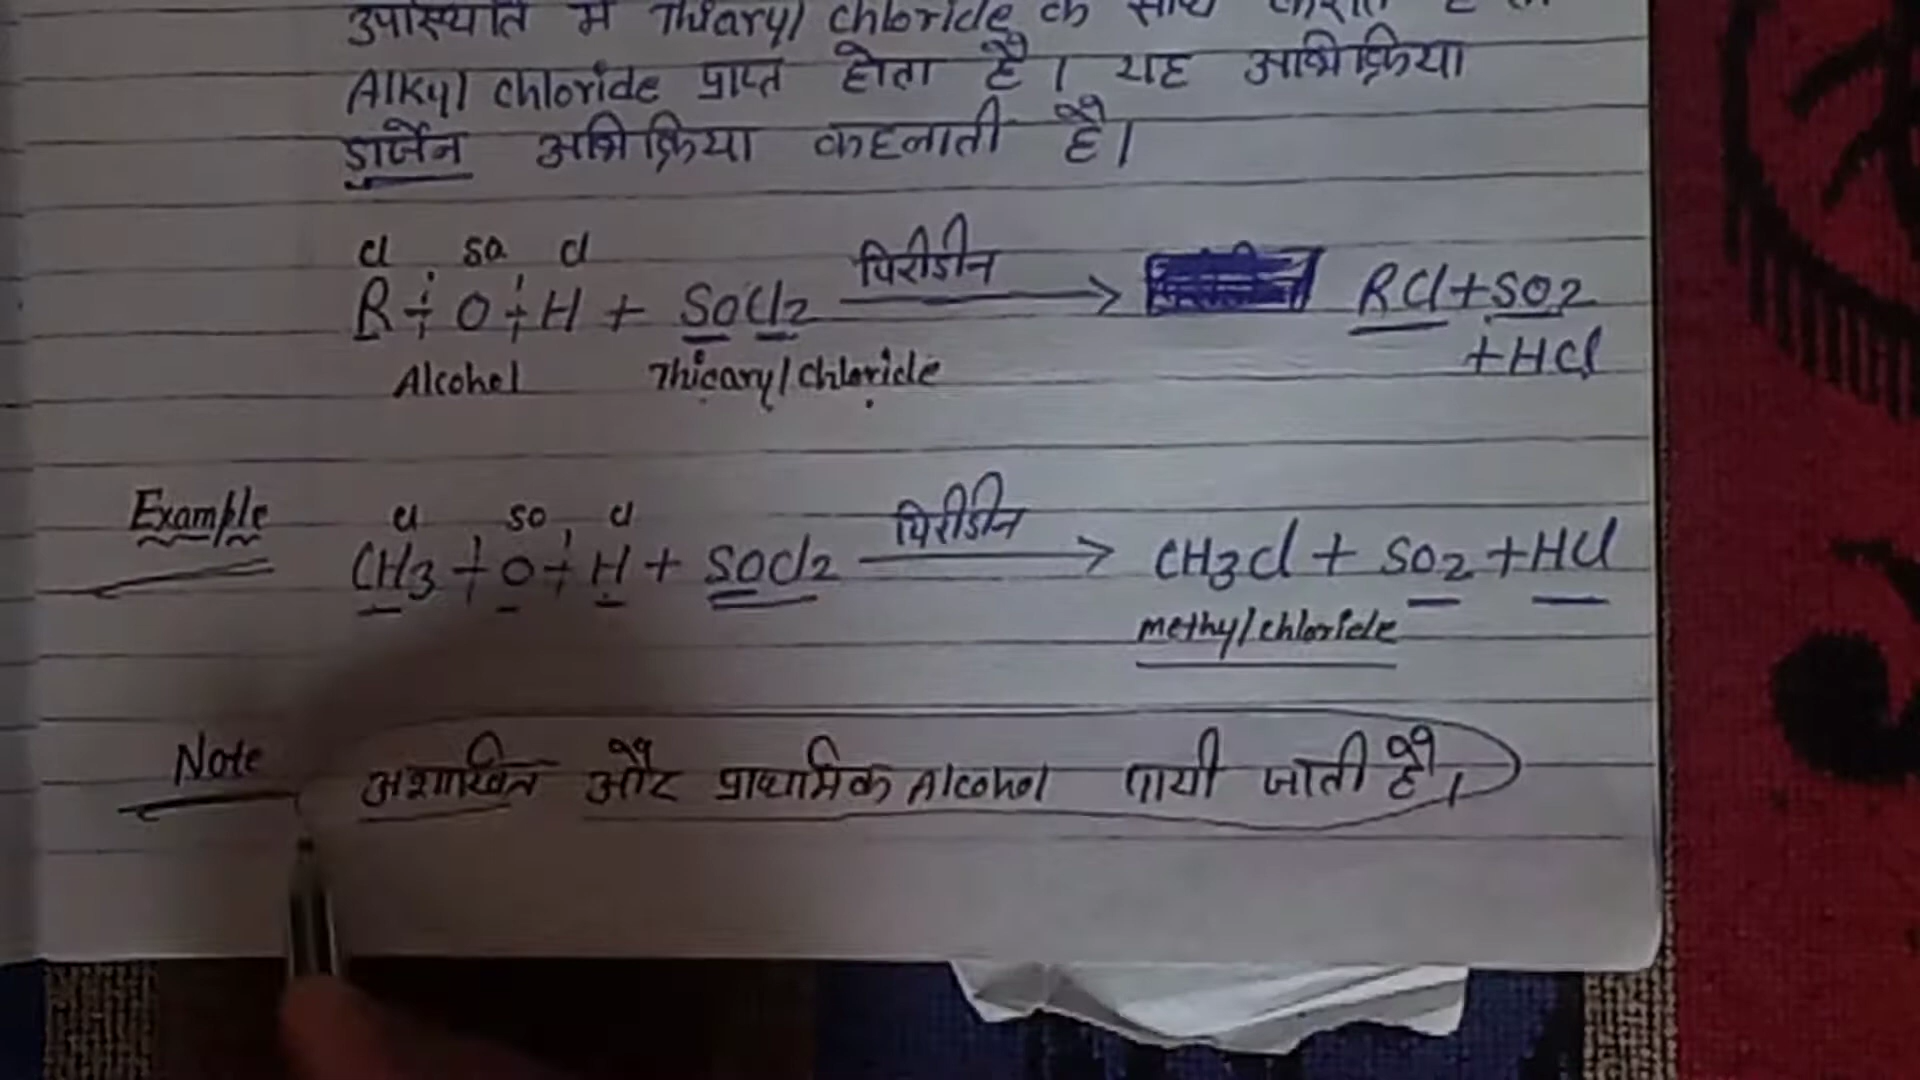 उपस्थिति में Thiaryl chloride के साथ कराते है तो
Alkyl chloride प्राप्त होता है। यह अभिक्रिया
डार्जेन अभिक्रिया कहलाती है।
cl so cl
R + O + H + SOCl2 पिरीडीन → RCl + SO2
+ HCl
Alcohol Thioaryl chloride
Example cl so cl
CH3 + O + H + SOCl2 पिरीडीन → CH3Cl + SO2 + HCl
methyl chloride
Note अशाखित और प्राथमिक Alcohol पायी जाती है।